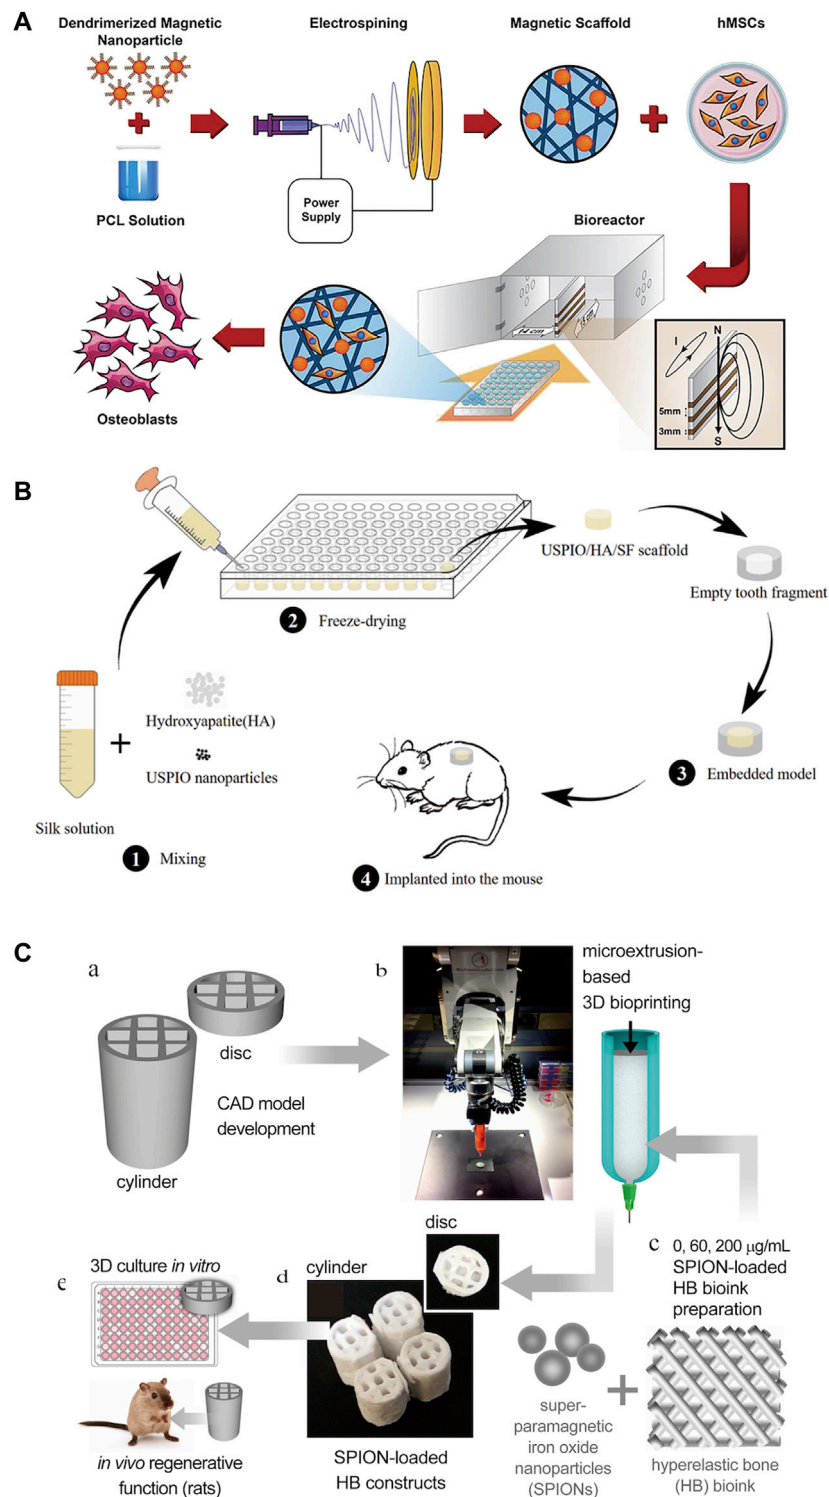 A
Dendrimerized Magnetic
Nanoparticle
Electrospining
Magnetic Scaffold
hMSCs
PCL Solution
Power
Supply
Bioreactor
14 cm
N
I
5mm
3mm
S
Osteoblasts
B
USPIO/HA/SF scaffold
Empty tooth fragment
2 Freeze-drying
Hydroxyapatite(HA)
USPIO nanoparticles
3 Embedded model
Silk solution
1 Mixing
4 Implanted into the mouse
C
a
b
microextrusion-
based
3D bioprinting
disc
CAD model
development
cylinder
disc
c 0, 60, 200 µg/mL
SPION-loaded
HB bioink
preparation
3D culture in vitro
e
d
cylinder
super-
paramagnetic
iron oxide
nanoparticles
(SPIONs)
hyperelastic bone
(HB) bioink
in vivo regenerative
function (rats)
SPION-loaded
HB constructs